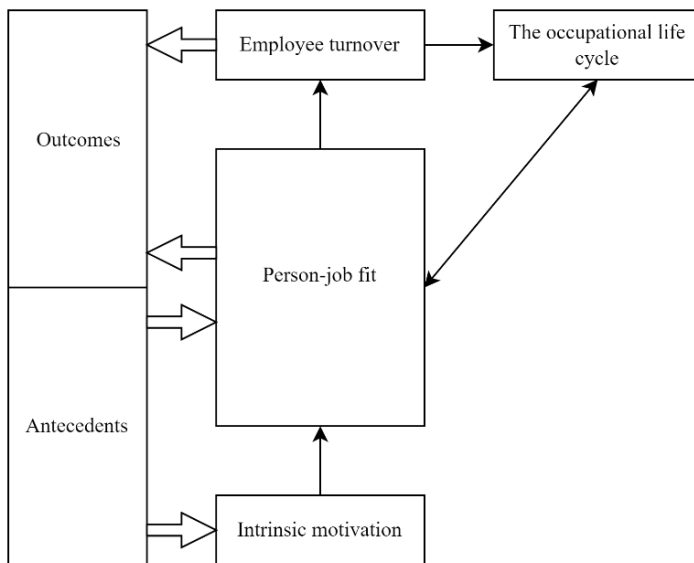 Employee turnover
The occupational life
cycle
Outcomes
Person-job fit
Antecedents
Intrinsic motivation